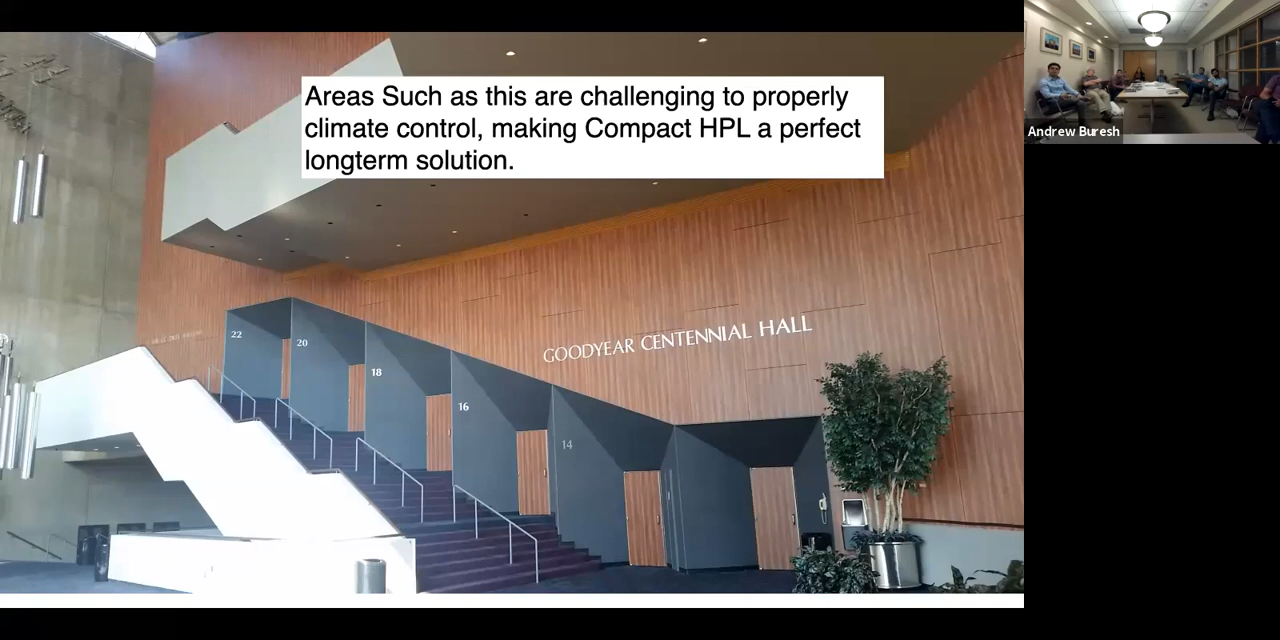 Areas Such as this are challenging to properly
climate control, making Compact HPL a perfect
longterm solution.
Andrew Buresh
22
20
18
16
14
GOODYEAR CENTENNIAL HALL